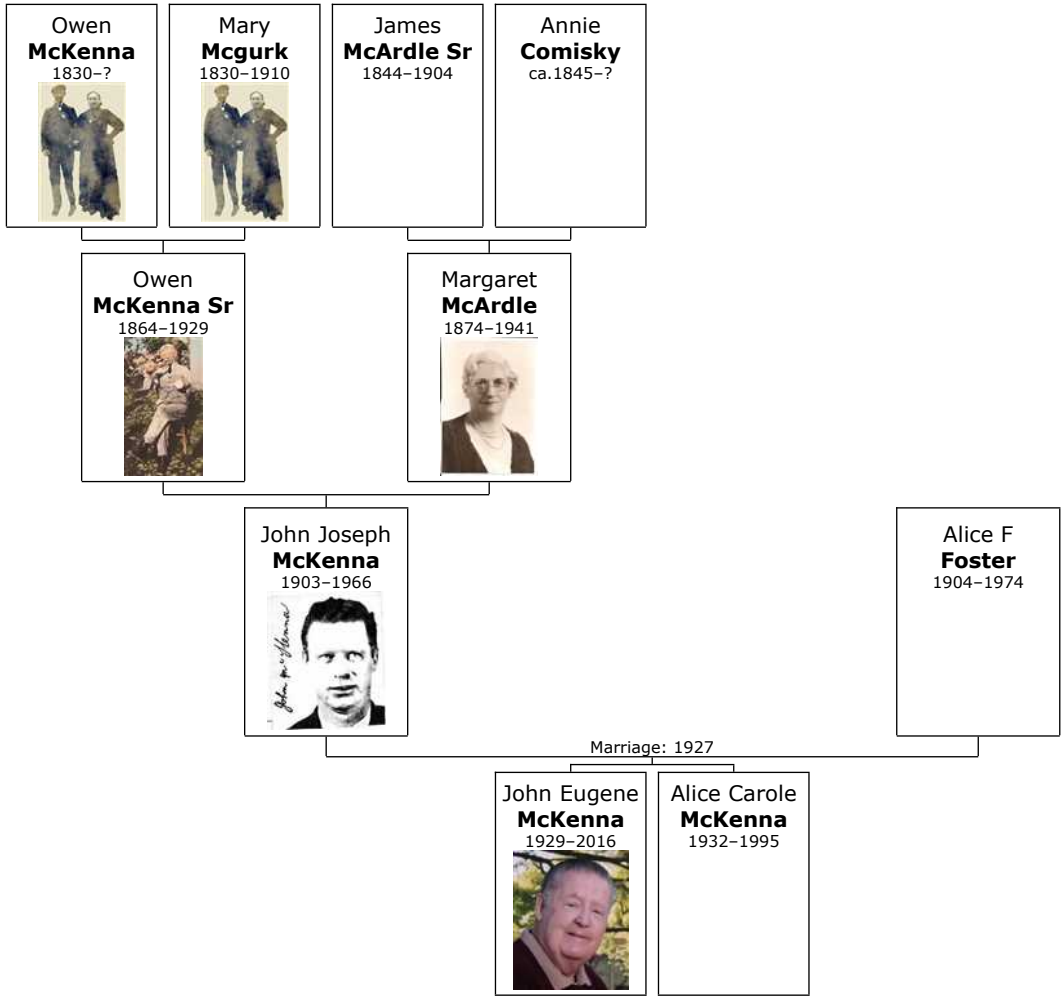 Owen
McKenna
1830–?
Mary
Mcgurk
1830–1910
James
McArdle Sr
1844–1904
Annie
Comisky
ca.1845–?
Owen
McKenna Sr
1864–1929
Margaret
McArdle
1874–1941
John Joseph
McKenna
1903–1966
John McKenna
Alice F
Foster
1904–1974
Marriage: 1927
John Eugene
McKenna
1929–2016
Alice Carole
McKenna
1932–1995